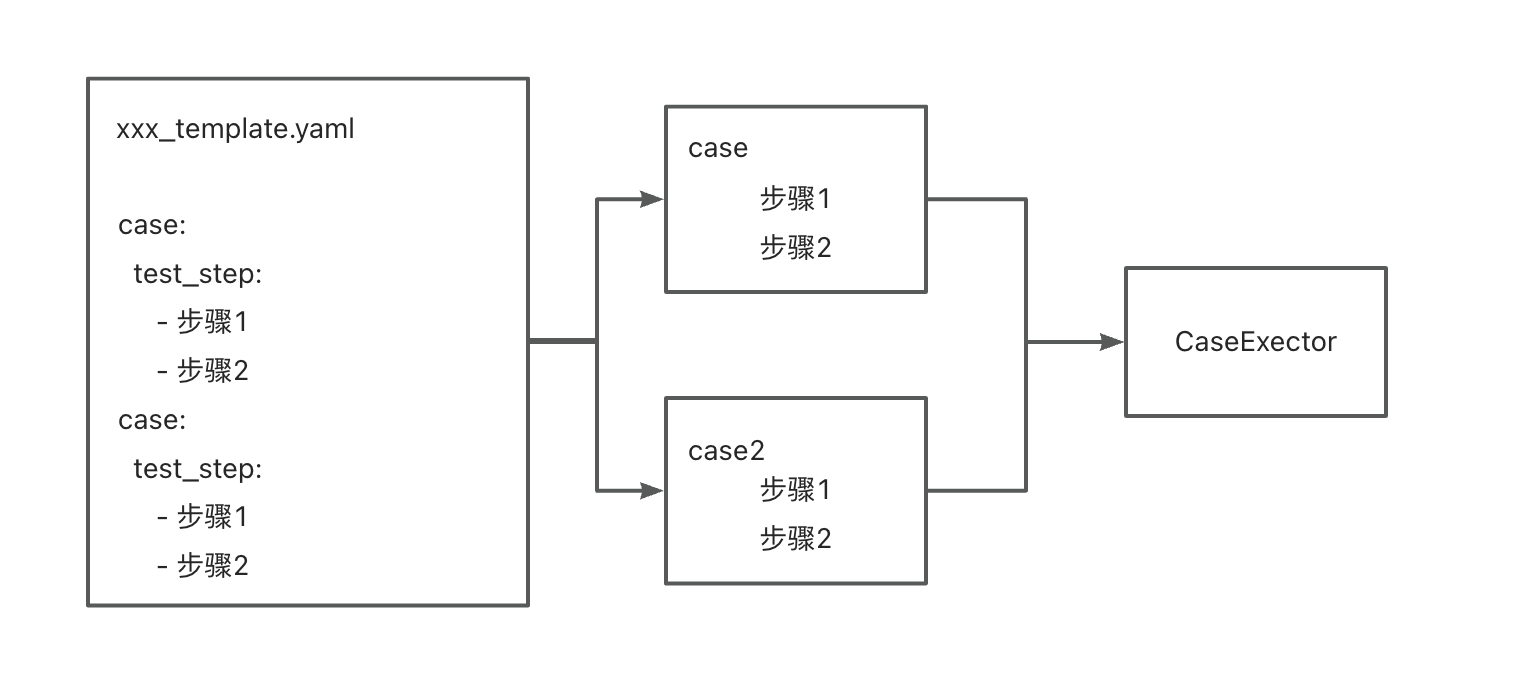 xxx_template.yaml
case:
test_step:
- 步骤1
- 步骤2
case:
test_step:
- 步骤1
- 步骤2
case
步骤1
步骤2
case2
步骤1
步骤2
CaseExector